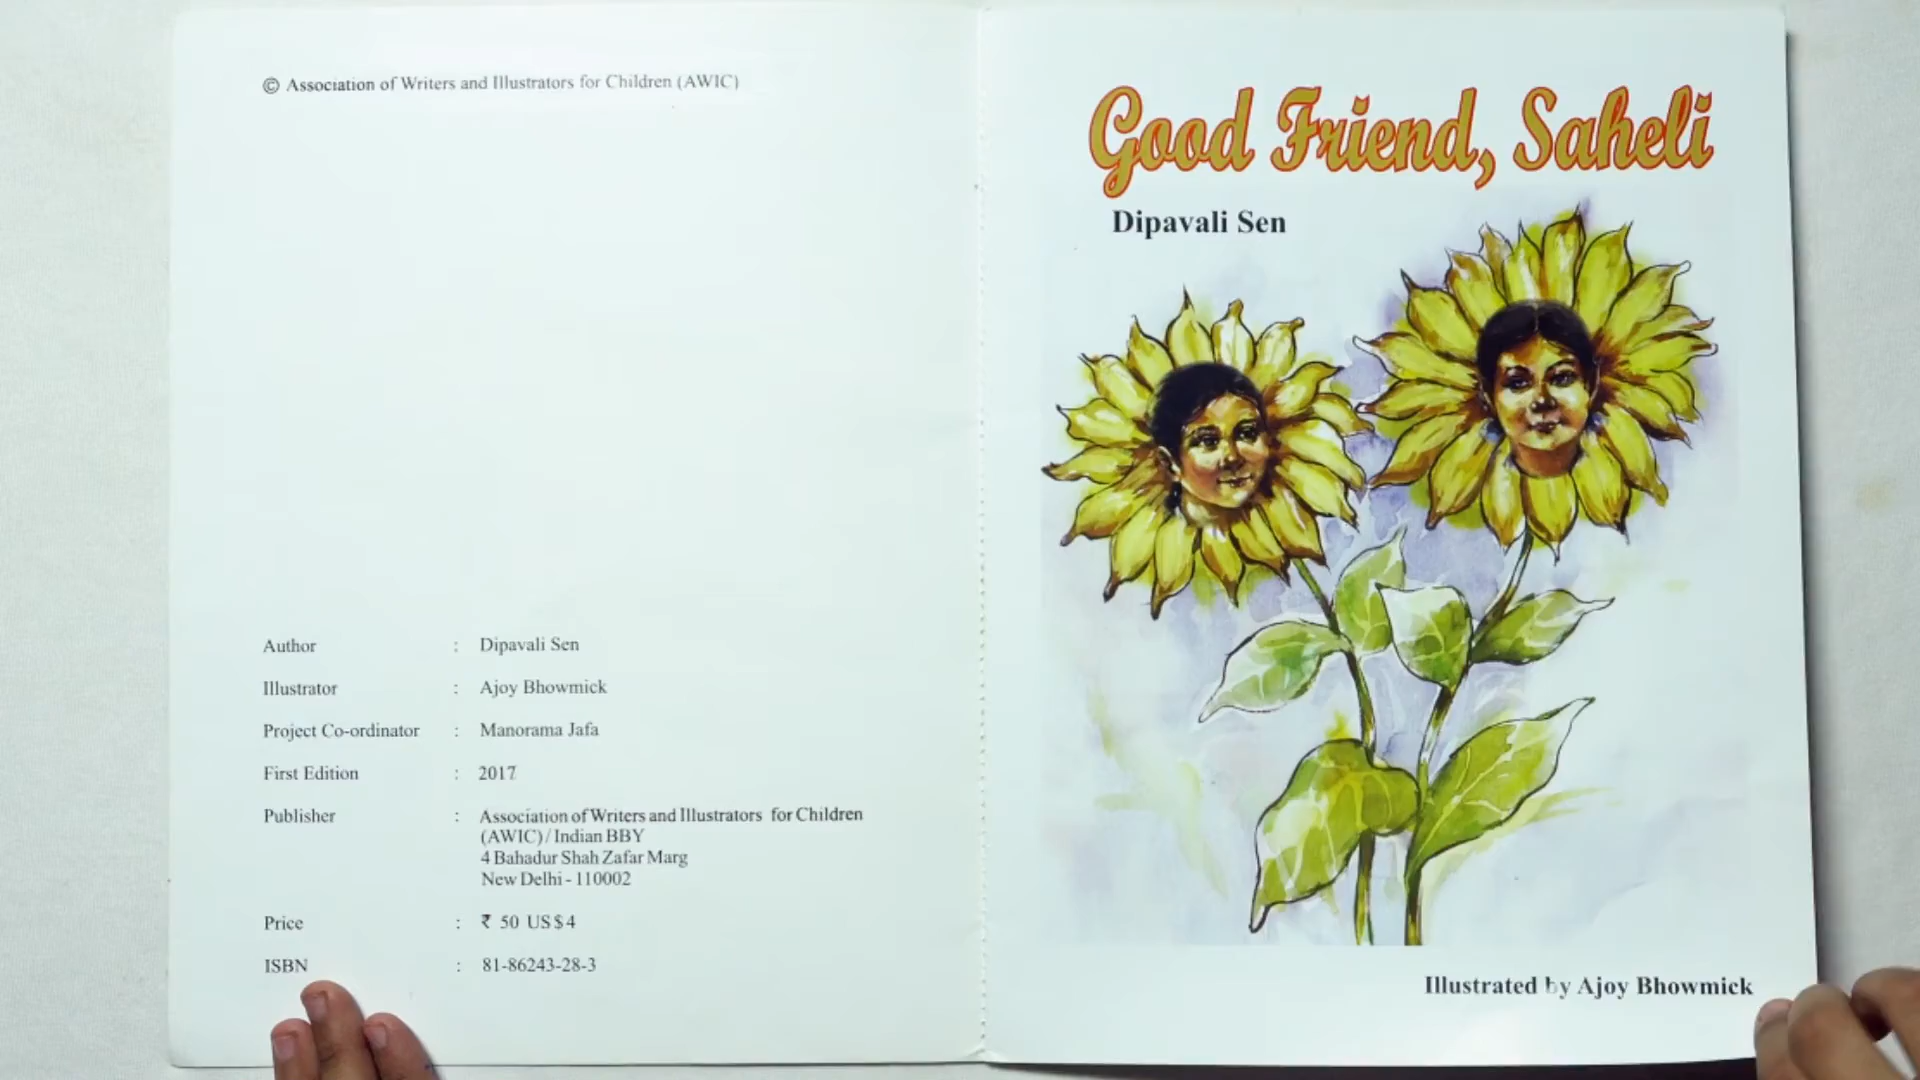 © Association of Writers and Illustrators for Children (AWIC)
Author : Dipavali Sen
Illustrator : Ajoy Bhowmick
Project Co-ordinator : Manorama Jafa
First Edition : 2017
Publisher : Association of Writers and Illustrators for Children
(AWIC) / Indian BBY
4 Bahadur Shah Zafar Marg
New Delhi - 110002
Price : ₹ 50 US $ 4
ISBN : 81-86243-28-3
Good Friend, Saheli
Dipavali Sen
Illustrated by Ajoy Bhowmick